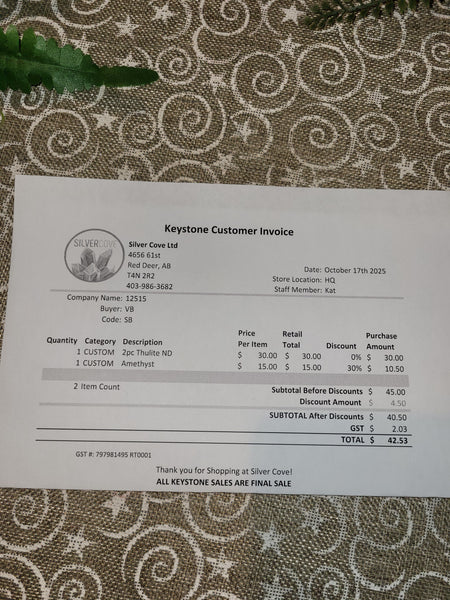 Keystone Customer Invoice
SILVERCOVE
Silver Cove Ltd
4656 61st
Red Deer, AB
T4N 2R2
403-986-3682
Date: October 17th 2025
Store Location: HQ
Staff Member: Kat
Company Name: 12515
Buyer: VB
Code: SB
Quantity Category Description Price Per Item Retail Total Discount Purchase Amount
1 CUSTOM 2pc Thulite ND $ 30.00 $ 30.00 0% $ 30.00
1 CUSTOM Amethyst $ 15.00 $ 15.00 30% $ 10.50
2 Item Count
Subtotal Before Discounts $ 45.00
Discount Amount $ 4.50
SUBTOTAL After Discounts $ 40.50
GST $ 2.03
TOTAL $ 42.53
GST #: 797981495 RT0001
Thank you for Shopping at Silver Cove!
ALL KEYSTONE SALES ARE FINAL SALE